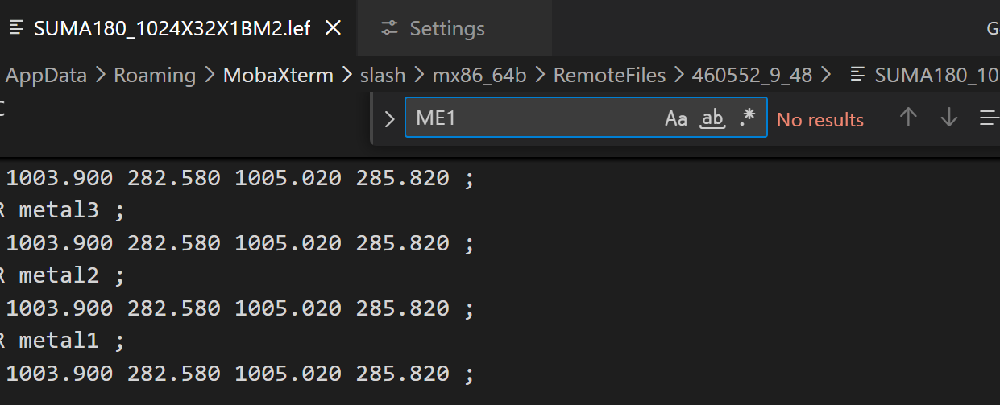 SUMA180_1024X32X1BM2.lef
Settings
G
AppData > Roaming > MobaXterm > slash > mx86_64b > RemoteFiles > 460552_9_48 > SUMA180_10
C
ME1 Aa ab .* No results
1003.900 282.580 1005.020 285.820 ;
R metal3 ;
1003.900 282.580 1005.020 285.820 ;
R metal2 ;
1003.900 282.580 1005.020 285.820 ;
R metal1 ;
1003.900 282.580 1005.020 285.820 ;